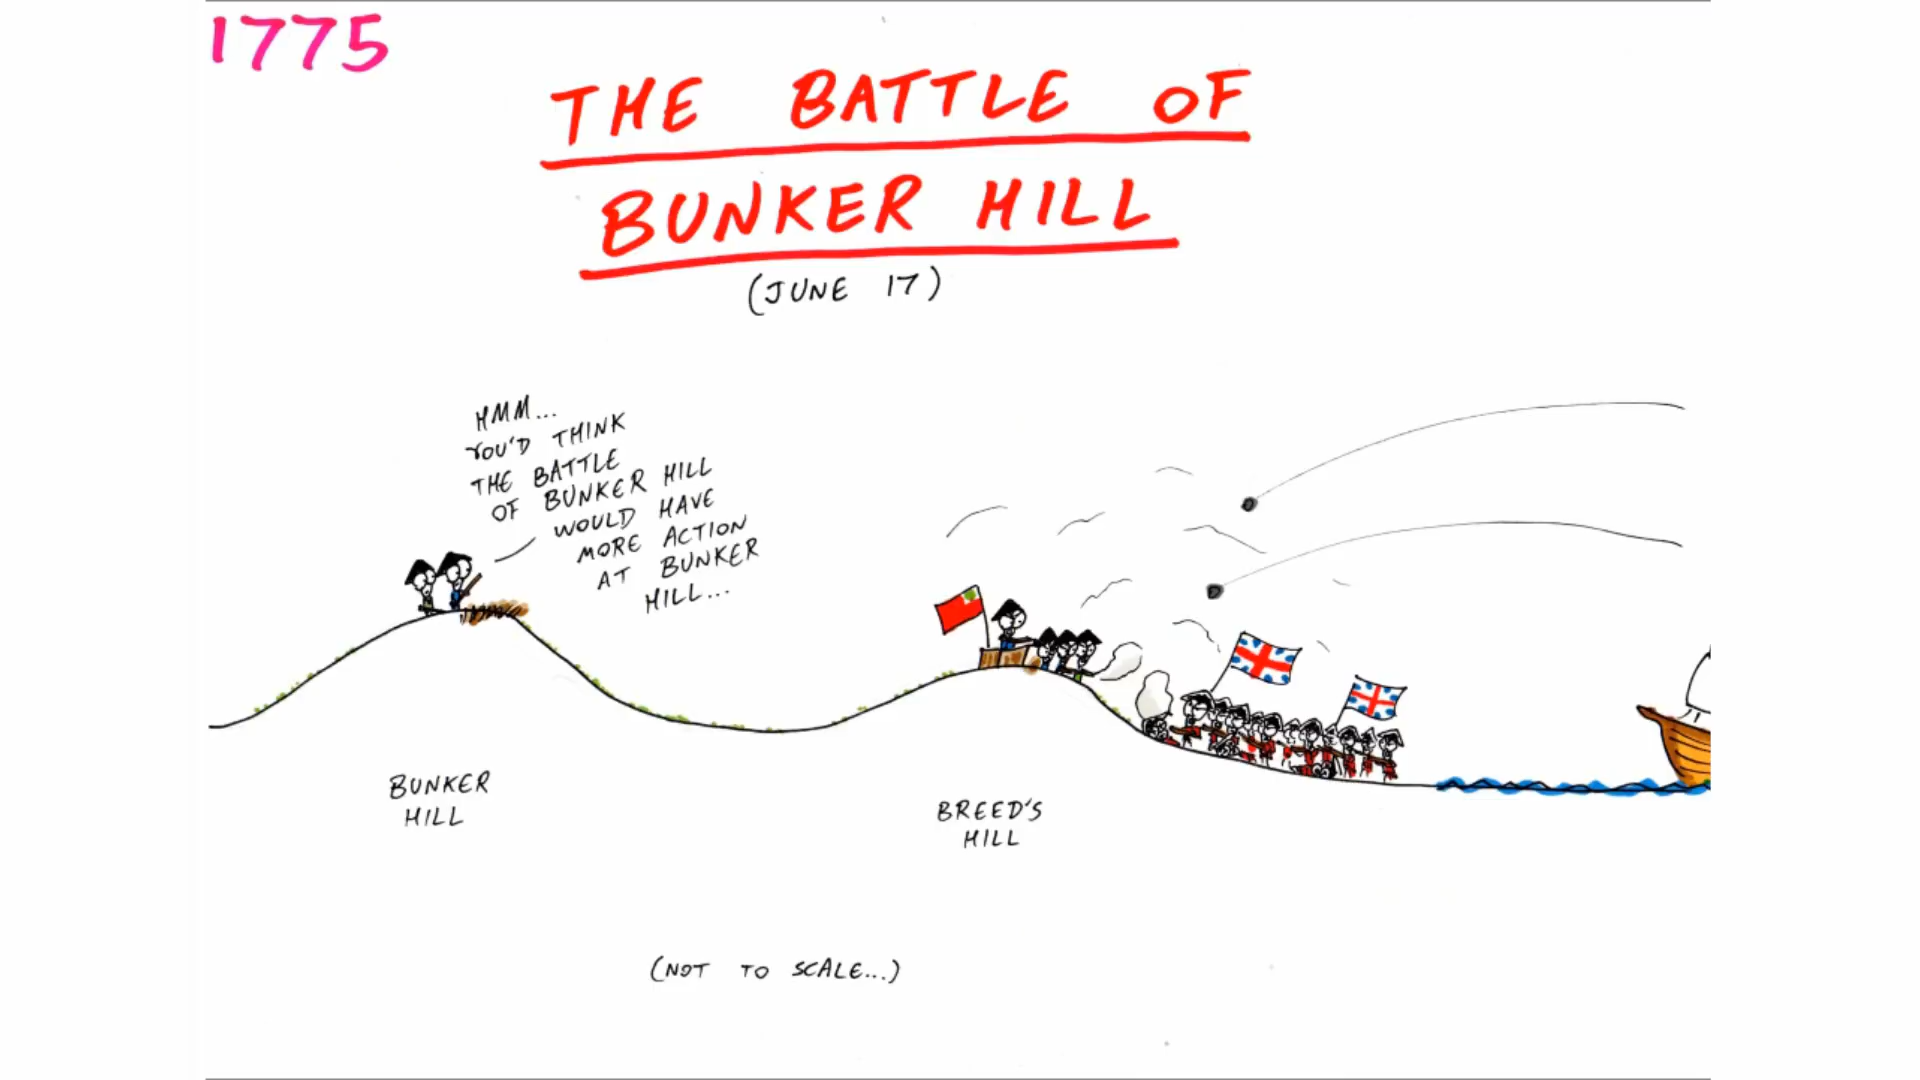 1775
THE BATTLE OF
BUNKER HILL
(JUNE 17)
HMM...
YOU'D THINK
THE BATTLE
OF BUNKER HILL
WOULD HAVE
MORE ACTION
AT BUNKER
HILL...
BUNKER
HILL
BREED'S
HILL
(NOT TO SCALE...)